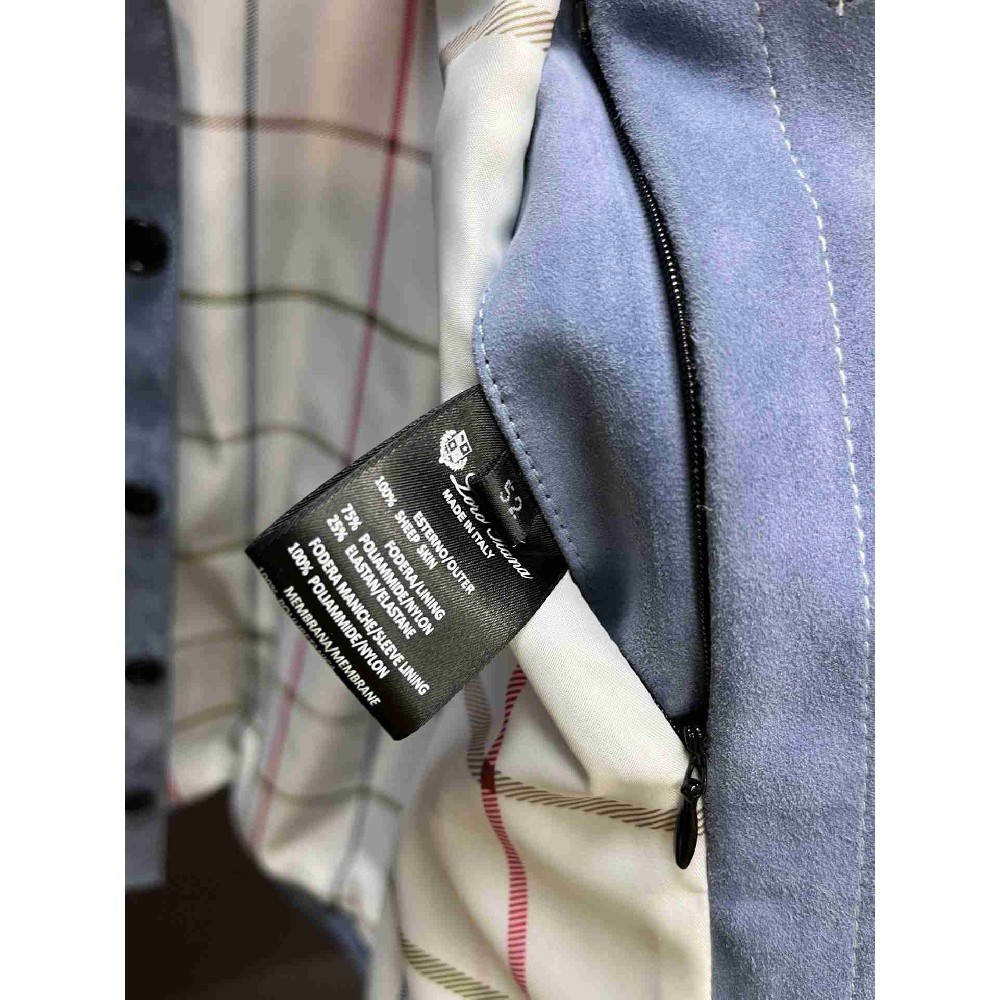 52
Loro Piana
MADE IN ITALY
ESTERNO/OUTER
100% SHEEP SKIN
FODERA/LINING
75% POLIAMMIDE/NYLON
25% ELASTAN/ELASTANE
FODERA MANICHE/SLEEVE LINING
100% POLIAMMIDE/NYLON
MEMBRANA/MEMBRANE